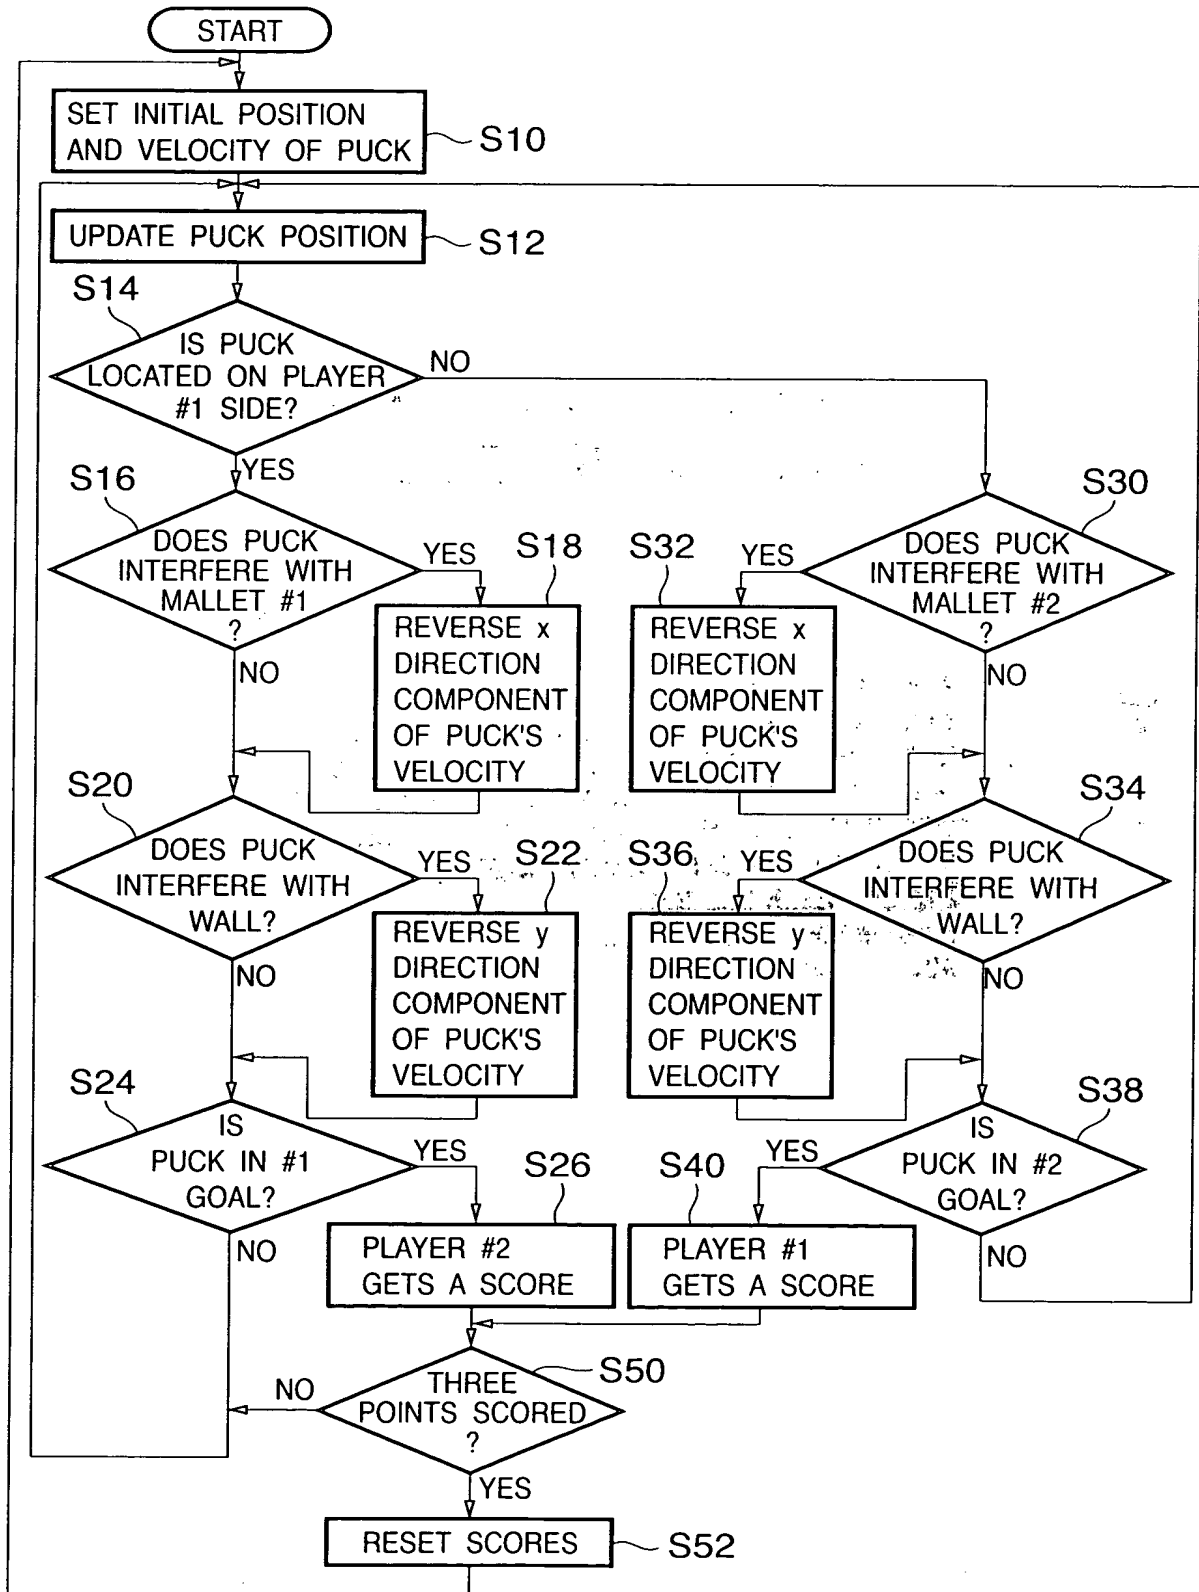 START
SET INITIAL POSITION
AND VELOCITY OF PUCK
S10
UPDATE PUCK POSITION
S12
S14
IS PUCK
LOCATED ON PLAYER
#1 SIDE?
NO
YES
S16
DOES PUCK
INTERFERE WITH
MALLET #1
?
YES
S18
REVERSE x
DIRECTION
COMPONENT
OF PUCK'S
VELOCITY
NO
S30
DOES PUCK
INTERFERE WITH
MALLET #2
?
YES
S32
REVERSE x
DIRECTION
COMPONENT
OF PUCK'S
VELOCITY
NO
S20
DOES PUCK
INTERFERE WITH
WALL?
YES
S22
REVERSE y
DIRECTION
COMPONENT
OF PUCK'S
VELOCITY
NO
S34
DOES PUCK
INTERFERE WITH
WALL?
YES
S36
REVERSE y
DIRECTION
COMPONENT
OF PUCK'S
VELOCITY
NO
S24
IS
PUCK IN #1
GOAL?
YES
S26
PLAYER #2
GETS A SCORE
NO
S38
IS
PUCK IN #2
GOAL?
YES
S40
PLAYER #1
GETS A SCORE
NO
S50
THREE
POINTS SCORED
?
NO
YES
RESET SCORES
S52